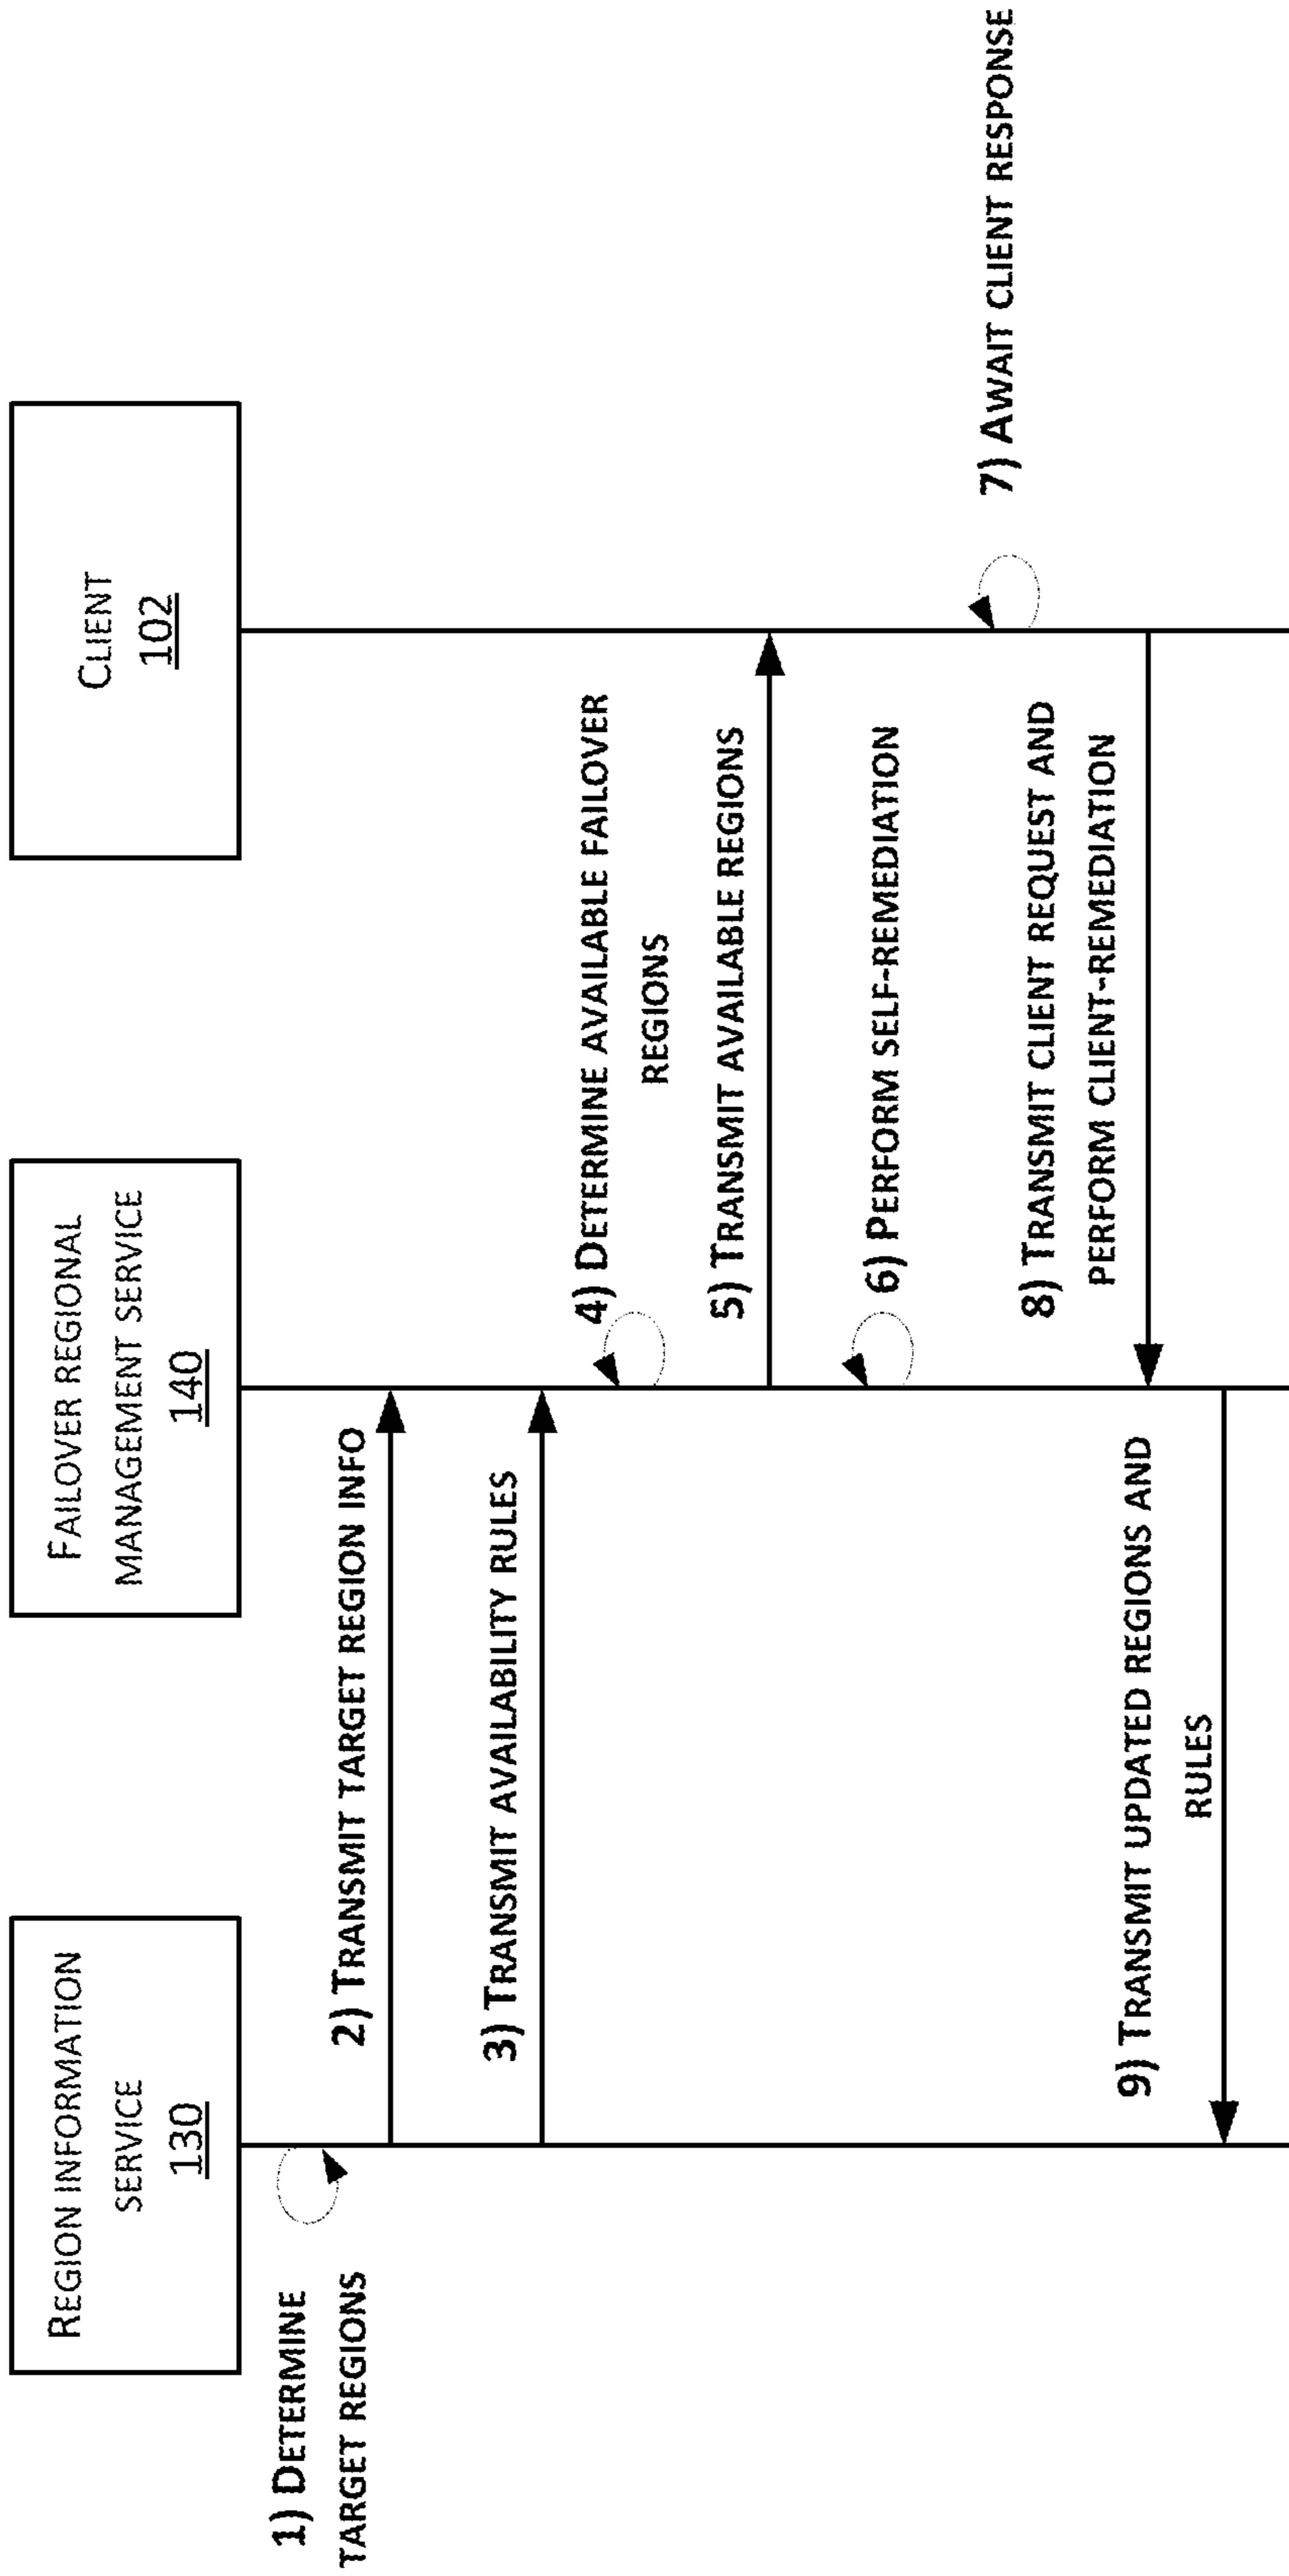 REGION INFORMATION
SERVICE
130
FAILOVER REGIONAL
MANAGEMENT SERVICE
140
CLIENT
102
1) DETERMINE
TARGET REGIONS
2) TRANSMIT TARGET REGION INFO
3) TRANSMIT AVAILABILITY RULES
4) DETERMINE AVAILABLE FAILOVER
REGIONS
5) TRANSMIT AVAILABLE REGIONS
6) PERFORM SELF-REMEDIATION
7) AWAIT CLIENT RESPONSE
8) TRANSMIT CLIENT REQUEST AND
PERFORM CLIENT-REMEDIATION
9) TRANSMIT UPDATED REGIONS AND
RULES